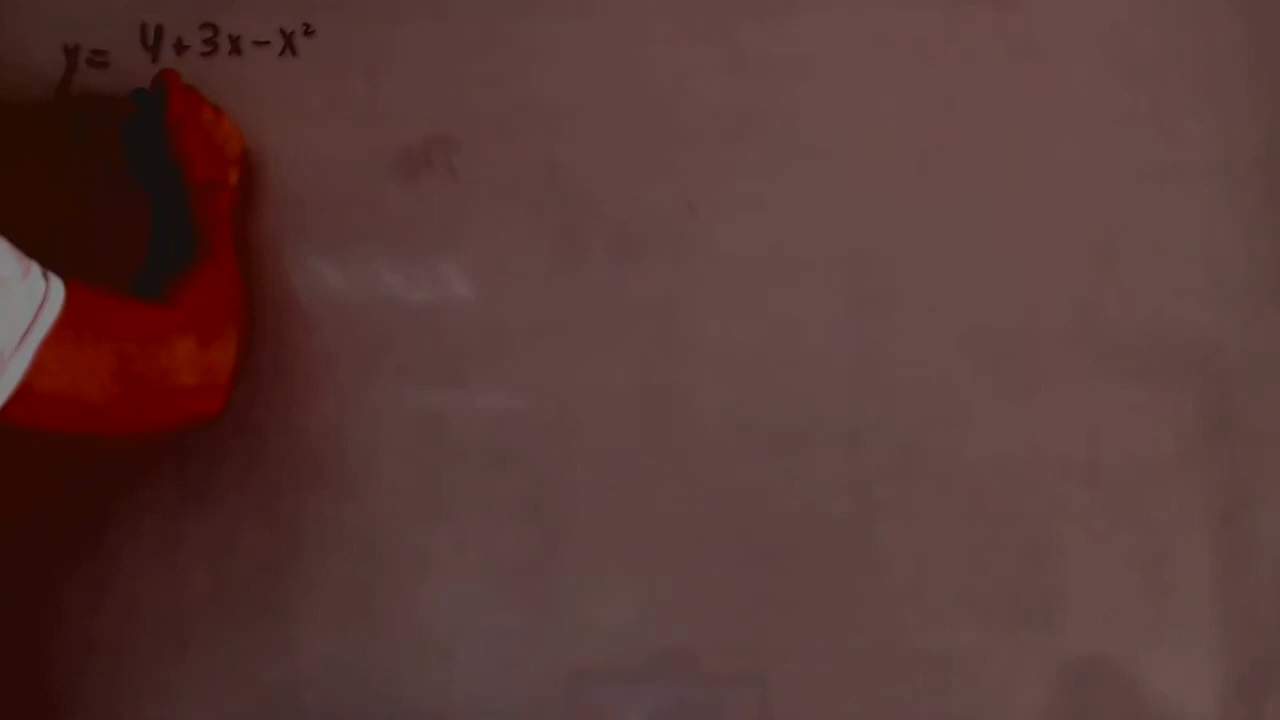 y = 4+3x-x²